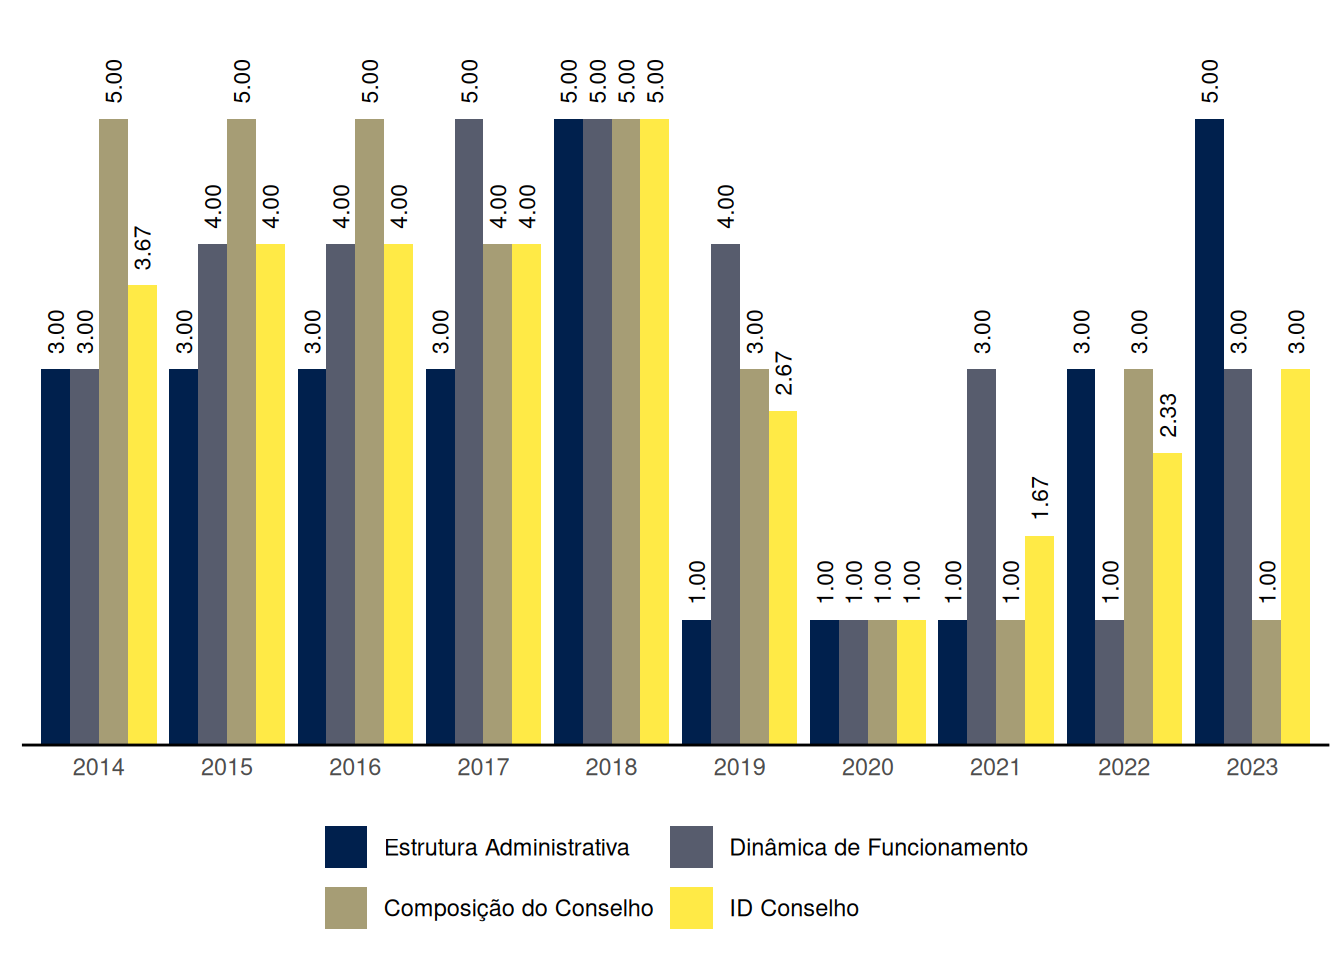 5.00 5.00 5.00 5.00 5.00 5.00 5.00 5.00 5.00
4.00 4.00 4.00 4.00 4.00 4.00 4.00
3.67
3.00 3.00 3.00 3.00 3.00 3.00 3.00 3.00 3.00 3.00 3.00
2.67
2.33
1.67
1.00 1.00 1.00 1.00 1.00 1.00 1.00 1.00 1.00
2014 2015 2016 2017 2018 2019 2020 2021 2022 2023
Estrutura Administrativa Dinâmica de Funcionamento
Composição do Conselho ID Conselho